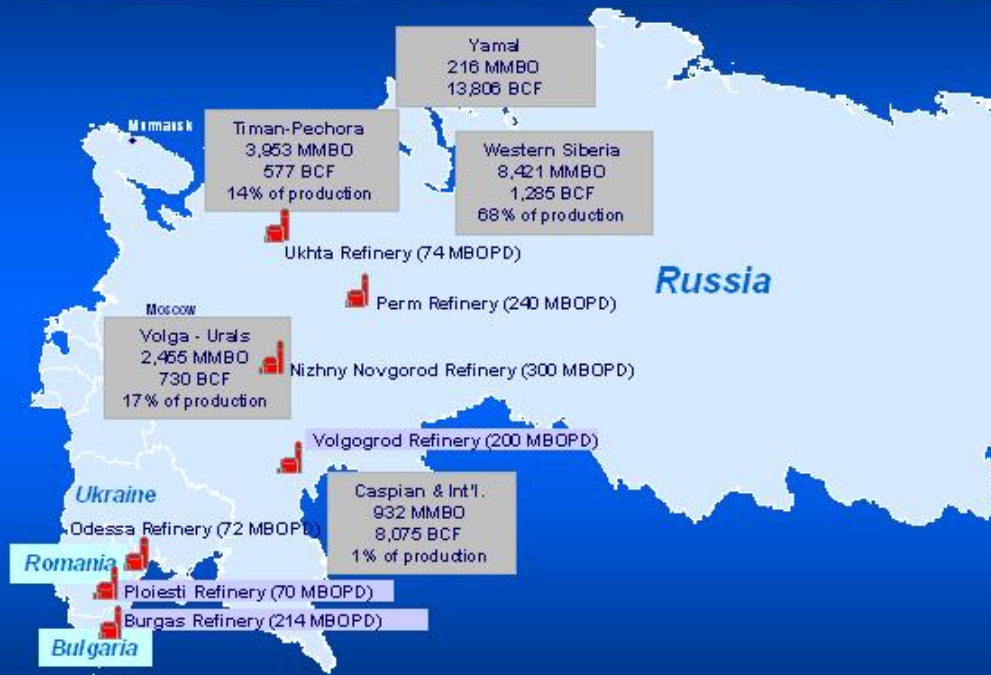 Yamal
216 MMBO
13,806 BCF
Murmansk
Timan-Pechora
3,953 MMBO
577 BCF
14% of production
Western Siberia
8,421 MMBO
1,285 BCF
68% of production
Ukhta Refinery (74 MBOPD)
Russia
Perm Refinery (240 MBOPD)
Moscow
Volga - Urals
2,455 MMBO
730 BCF
17% of production
Nizhny Novgorod Refinery (300 MBOPD)
Volgogrod Refinery (200 MBOPD)
Caspian & Int'l.
932 MMBO
8,075 BCF
1% of production
Ukraine
Odessa Refinery (72 MBOPD)
Romania
Ploiesti Refinery (70 MBOPD)
Burgas Refinery (214 MBOPD)
Bulgaria